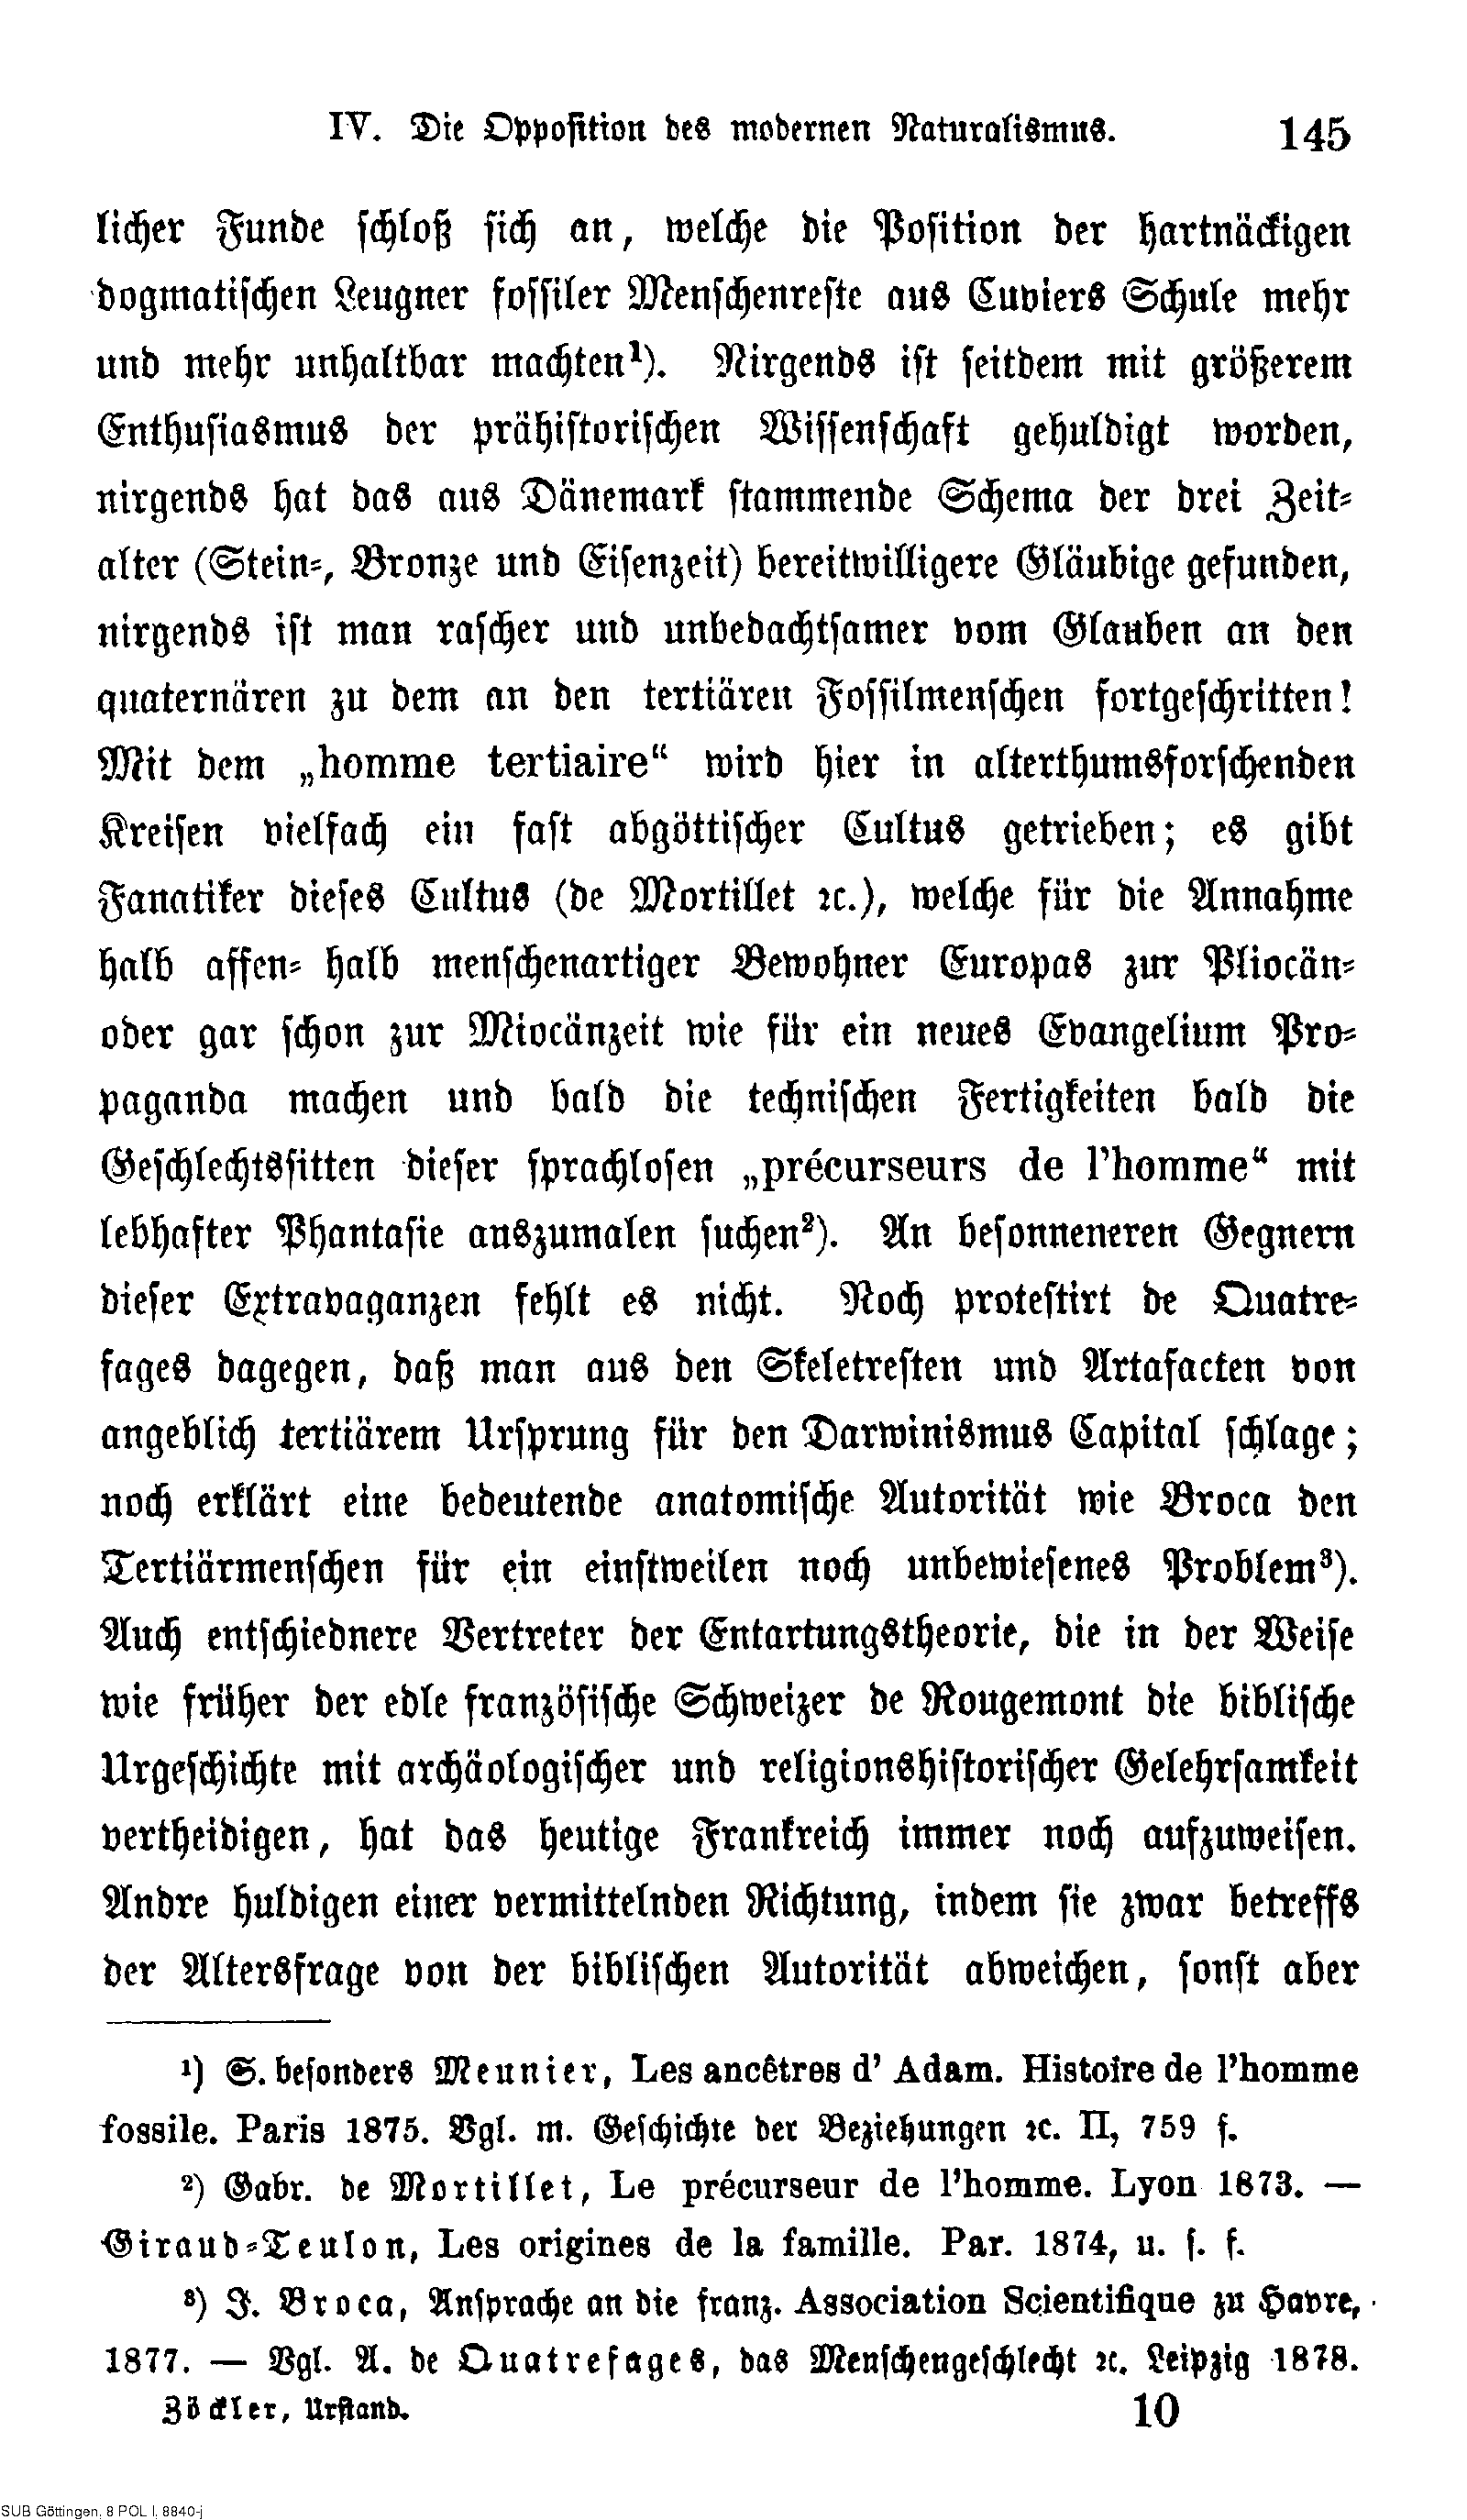 IV. Die Opposition des modernen Naturalismus. 145
licher Funde schloß sich an, welche die Position der hartnäckigen
dogmatischen Leugner fossiler Menschenreste aus Cuviers Schule mehr
und mehr unhaltbar machten¹). Nirgends ist seitdem mit größerem
Enthusiasmus der prähistorischen Wissenschaft gehuldigt worden,
nirgends hat das aus Dänemark stammende Schema der drei Zeit-
alter (Stein-, Bronze und Eisenzeit) bereitwilligere Gläubige gefunden,
nirgends ist man rascher und unbedachtsamer vom Glauben an den
quaternären zu dem an den tertiären Fossilmenschen fortgeschritten!
Mit dem „homme tertiaire“ wird hier in alterthumsforschenden
Kreisen vielfach ein fast abgöttischer Cultus getrieben; es gibt
Fanatiker dieses Cultus (de Mortillet ꝛc.), welche für die Annahme
halb affen- halb menschenartiger Bewohner Europas zur Pliocän-
oder gar schon zur Miocänzeit wie für ein neues Evangelium Pro-
paganda machen und bald die technischen Fertigkeiten bald die
Geschlechtssitten dieser sprachlosen „précurseurs de l'homme“ mit
lebhafter Phantasie auszumalen suchen²). An besonneneren Gegnern
dieser Extravaganzen fehlt es nicht. Noch protestirt de Quatre-
fages dagegen, daß man aus den Skeletresten und Artafacten von
angeblich tertiärem Ursprung für den Darwinismus Capital schlage;
noch erklärt eine bedeutende anatomische Autorität wie Broca den
Tertiärmenschen für ein einstweilen noch unbewiesenes Problem³).
Auch entschiednere Vertreter der Entartungstheorie, die in der Weise
wie früher der edle französische Schweizer de Rougemont die biblische
Urgeschichte mit archäologischer und religionshistorischer Gelehrsamkeit
vertheidigen, hat das heutige Frankreich immer noch aufzuweisen.
Andre huldigen einer vermittelnden Richtung, indem sie zwar betreffs
der Altersfrage von der biblischen Autorität abweichen, sonst aber
¹) S. besonders Meunier, Les ancêtres d' Adam. Histoire de l'homme
fossile. Paris 1875. Vgl. m. Geschichte der Beziehungen ꝛc. II, 759 f.
²) Gabr. de Mortillet, Le précurseur de l'homme. Lyon 1873. —
Giraud-Teulon, Les origines de la famille. Par. 1874, u. s. f.
³) J. Broca, Ansprache an die franz. Association Scientifique zu Havre,
1877. — Vgl. A. de Quatrefages, das Menschengeschlecht ꝛc. Leipzig 1878.
Zöckler, Urstand. 10
SUB Göttingen, 8 POL I, 8840-j